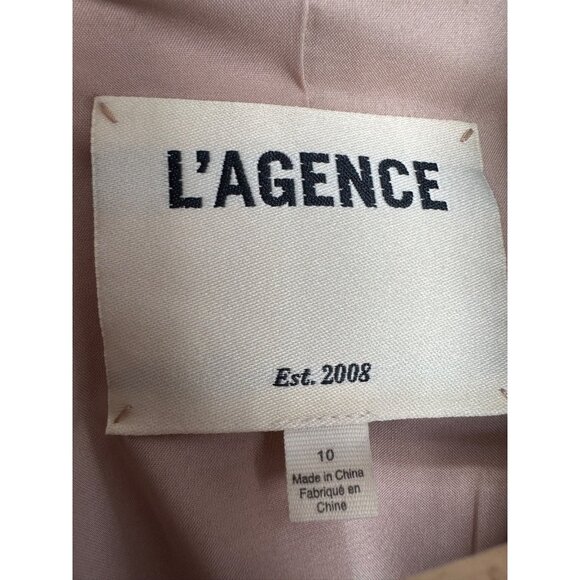 L'AGENCE
Est. 2008
10
Made in China
Fabriqué en
Chine